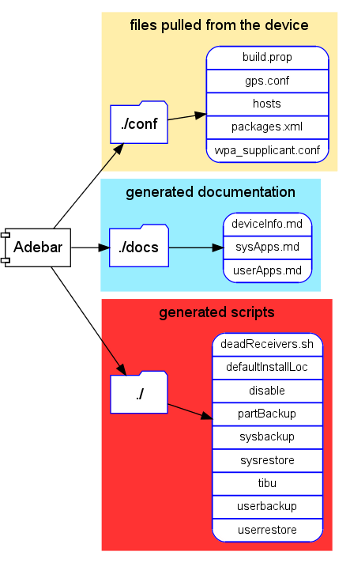 files pulled from the device
build.prop
gps.conf
hosts
packages.xml
wpa_supplicant.conf
./conf
generated documentation
deviceInfo.md
sysApps.md
userApps.md
./docs
Adebar
generated scripts
deadReceivers.sh
defaultInstallLoc
disable
partBackup
sysbackup
sysrestore
tibu
userbackup
userrestore
./